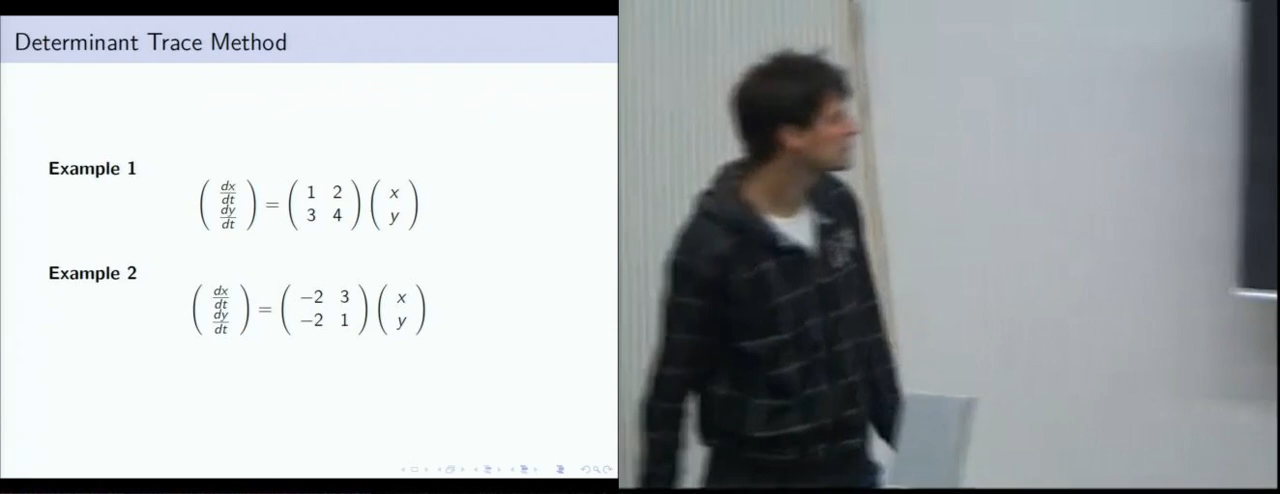 Determinant Trace Method
Example 1
( dx/dt dy/dt ) = ( 1 2 3 4 ) ( x y )
Example 2
( dx/dt dy/dt ) = ( −2 3 −2 1 ) ( x y )